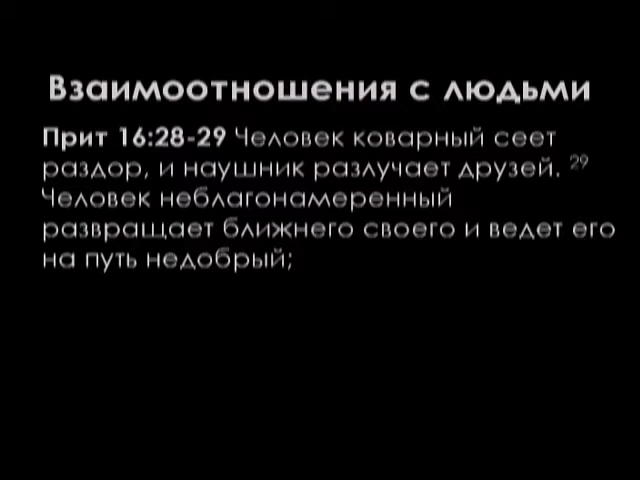 Взаимоотношения с людьми
Прит 16:28-29 Человек коварный сеет
раздор, и наушник разлучает друзей. 29
Человек неблагонамеренный
развращает ближнего своего и ведет его
на путь недобрый;